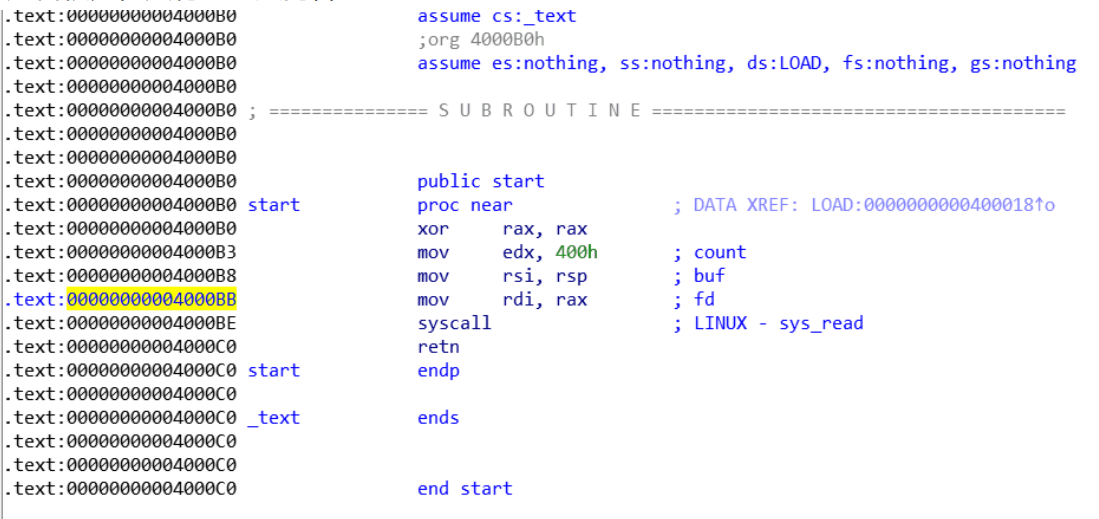 .text:00000000004000B0 assume cs:_text
.text:00000000004000B0 ;org 4000B0h
.text:00000000004000B0 assume es:nothing, ss:nothing, ds:LOAD, fs:nothing, gs:nothing
.text:00000000004000B0
.text:00000000004000B0 ; =============== S U B R O U T I N E =======================================
.text:00000000004000B0
.text:00000000004000B0
.text:00000000004000B0 public start
.text:00000000004000B0 start proc near ; DATA XREF: LOAD:0000000000400018↑o
.text:00000000004000B0 xor rax, rax
.text:00000000004000B3 mov edx, 400h ; count
.text:00000000004000B8 mov rsi, rsp ; buf
.text:00000000004000BB mov rdi, rax ; fd
.text:00000000004000BE syscall ; LINUX - sys_read
.text:00000000004000C0 retn
.text:00000000004000C0 start endp
.text:00000000004000C0
.text:00000000004000C0 _text ends
.text:00000000004000C0
.text:00000000004000C0
.text:00000000004000C0 end start